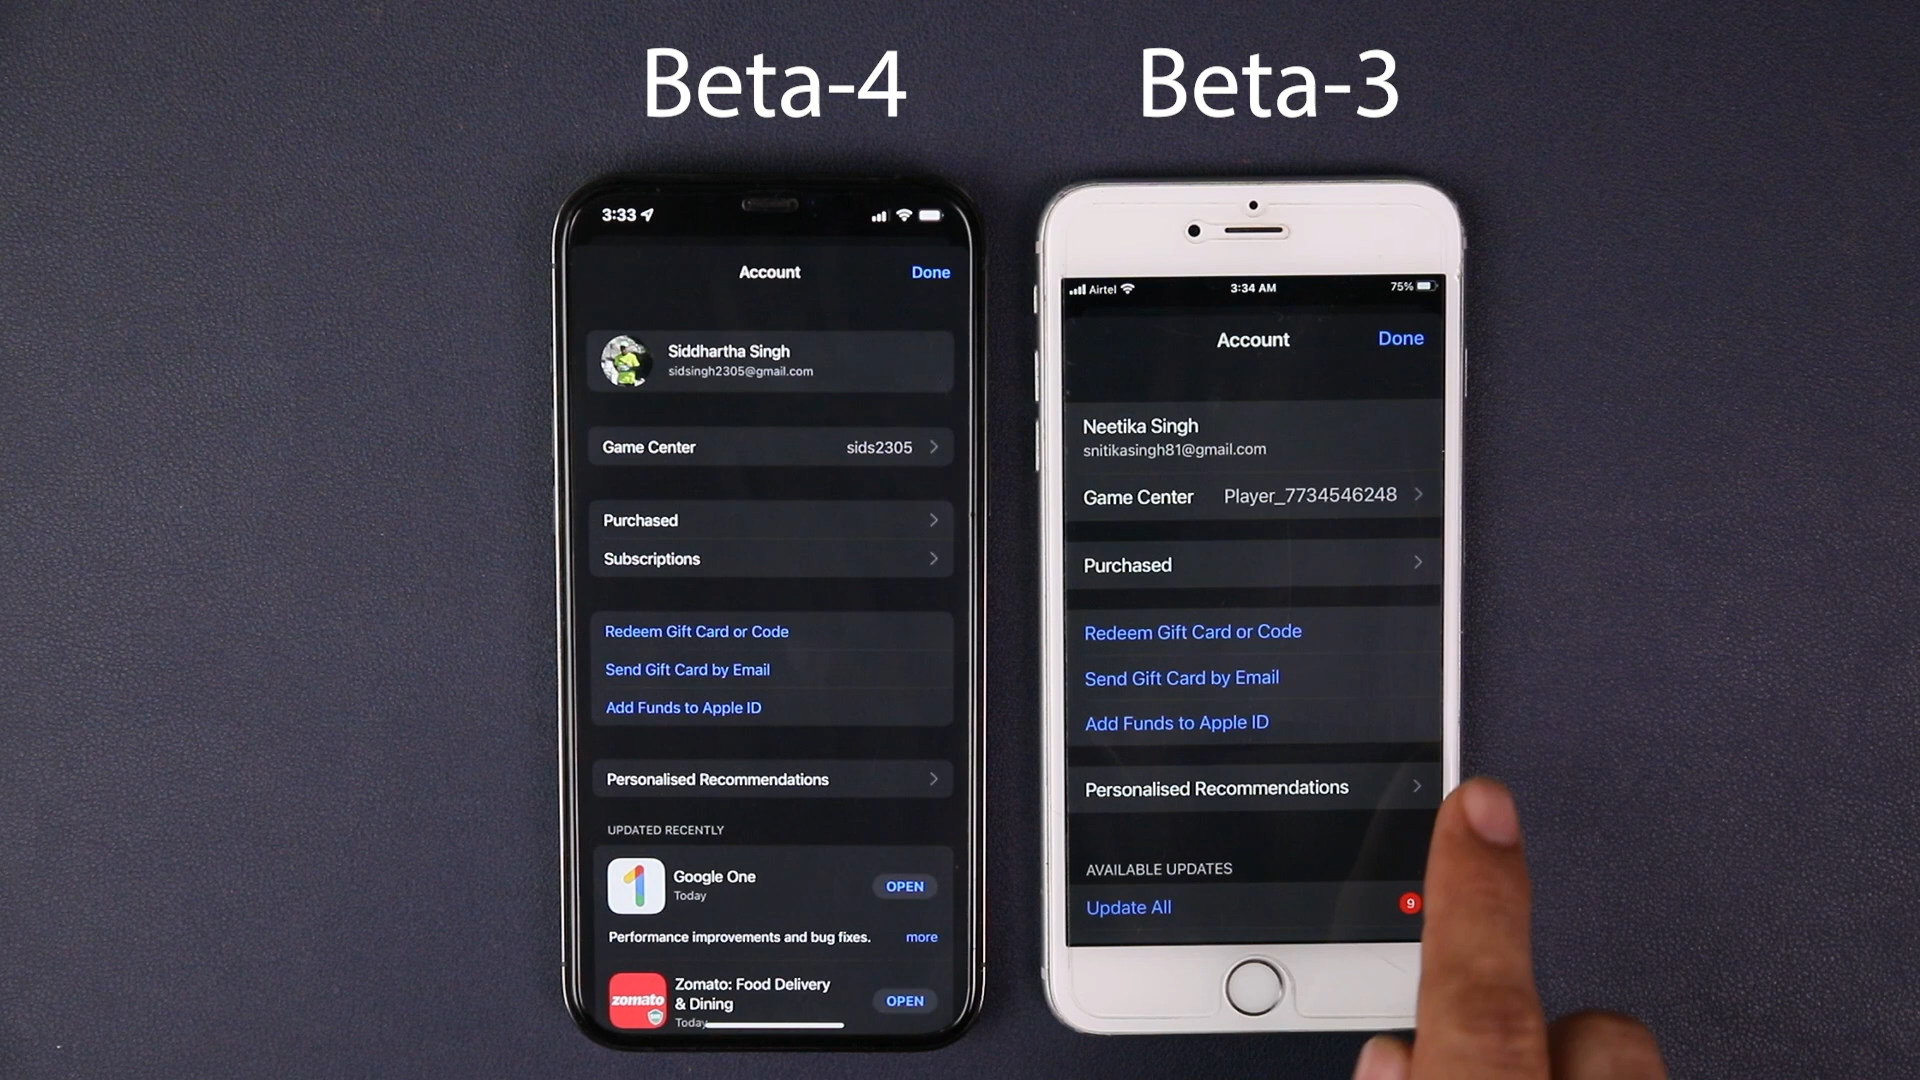 Beta-4
Beta-3
3:33
Account
Done
Siddhartha Singh
sidsingh2305@gmail.com
Game Center
sids2305
Purchased
Subscriptions
Redeem Gift Card or Code
Send Gift Card by Email
Add Funds to Apple ID
Personalised Recommendations
UPDATED RECENTLY
Google One
Today
OPEN
Performance improvements and bug fixes.
more
zomato
Zomato: Food Delivery
& Dining
Today
OPEN
Airtel
3:34 AM
75%
Account
Done
Neetika Singh
snitikasingh81@gmail.com
Game Center
Player_7734546248
Purchased
Redeem Gift Card or Code
Send Gift Card by Email
Add Funds to Apple ID
Personalised Recommendations
AVAILABLE UPDATES
Update All
9